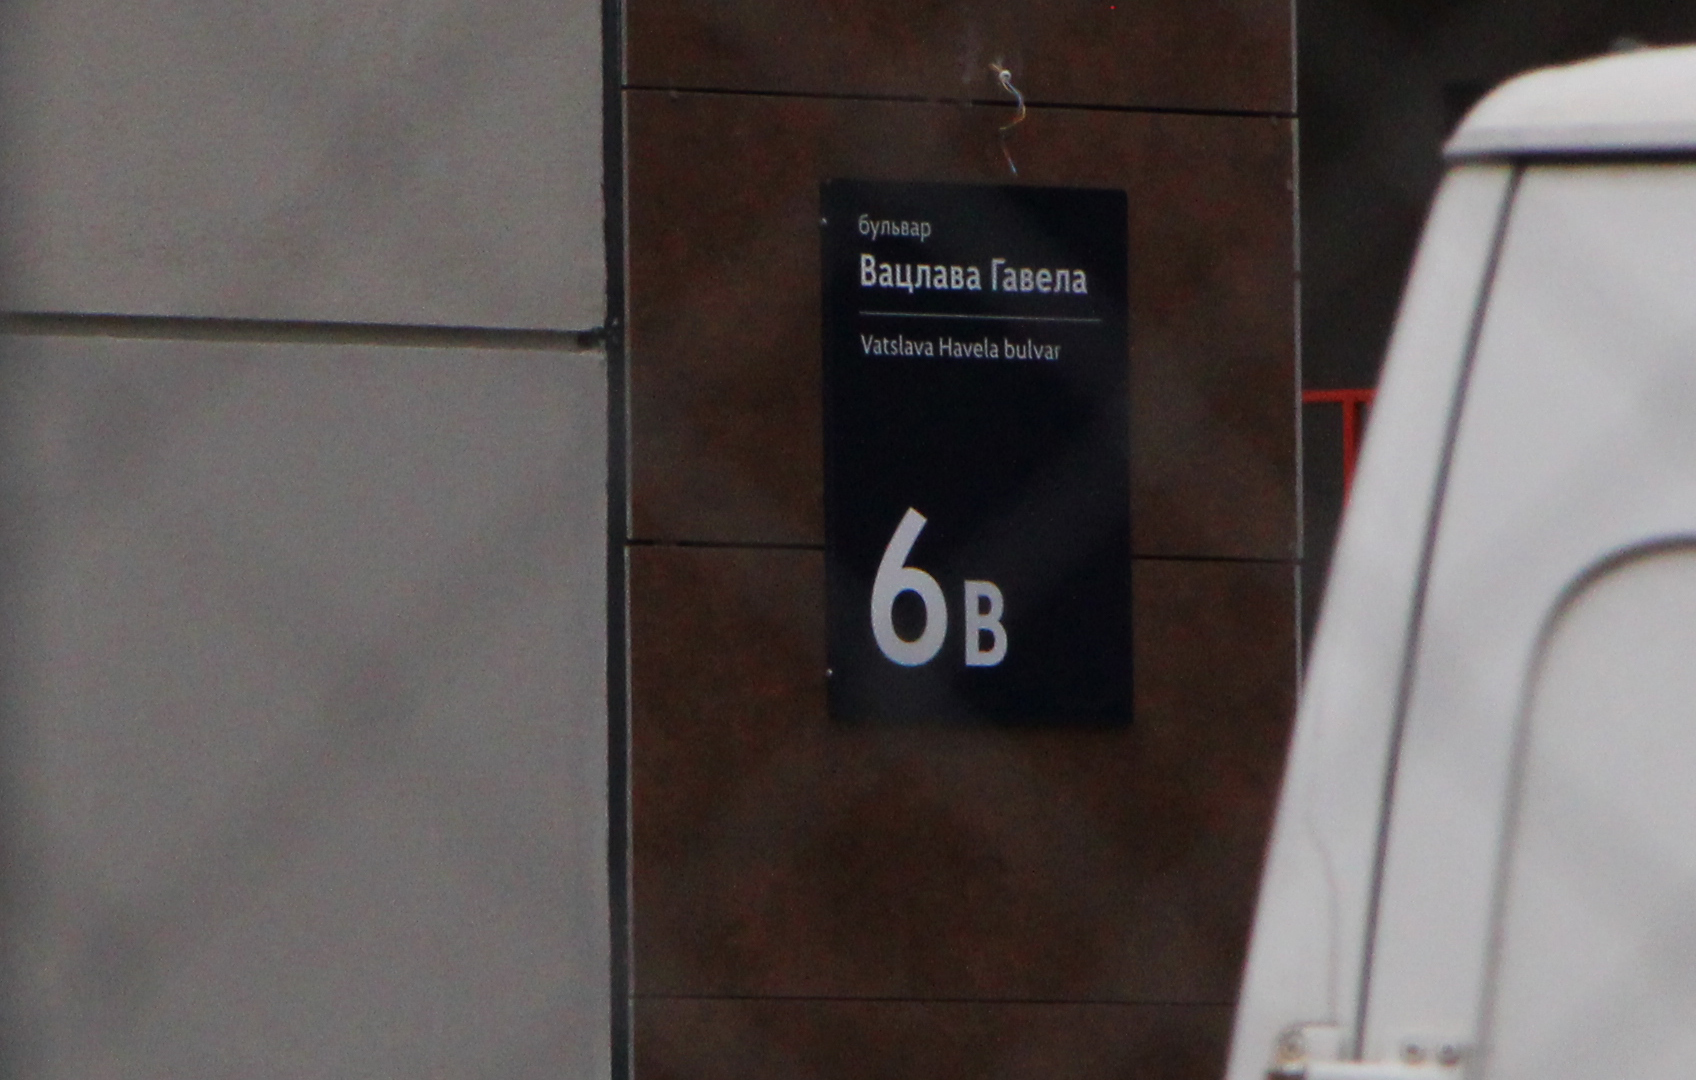 бульвар
Вацлава Гавела
Vatslava Havela bulvar
6В